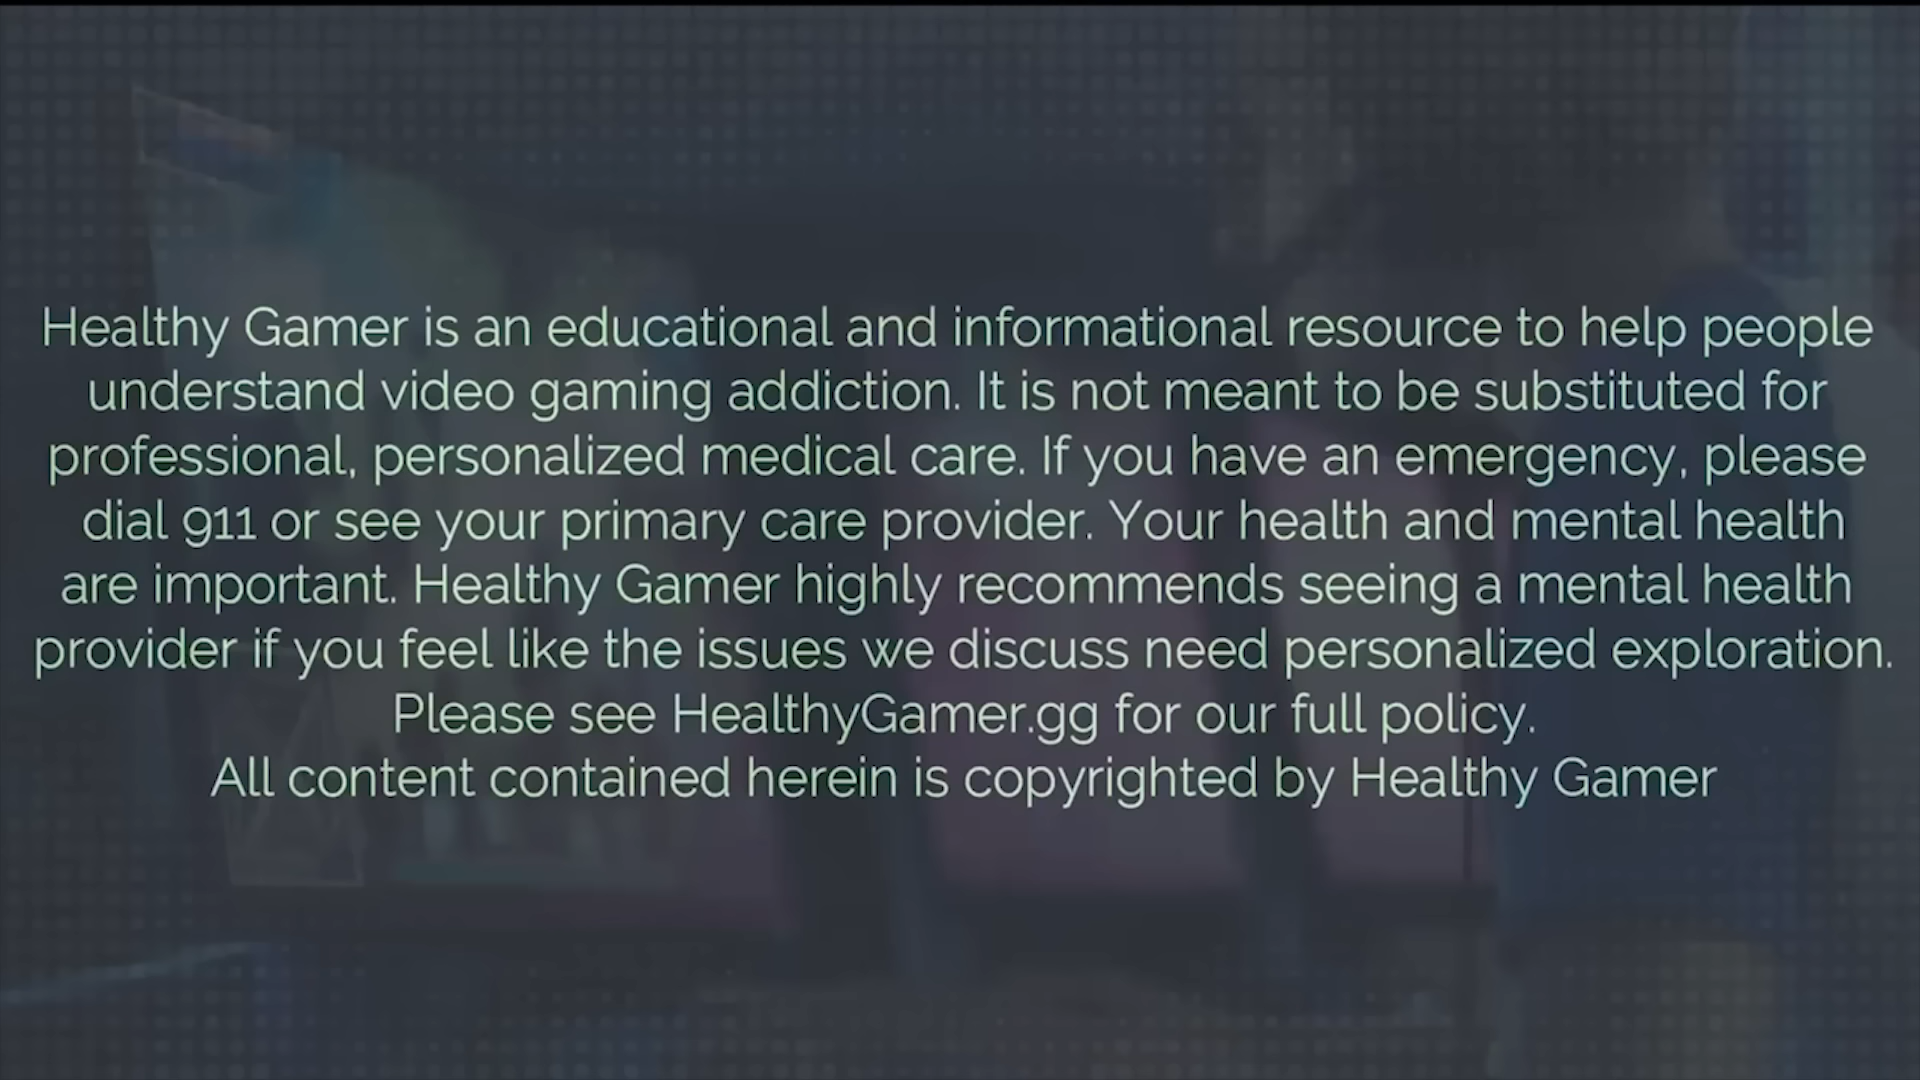 Healthy Gamer is an educational and informational resource to help people
understand video gaming addiction. It is not meant to be substituted for
professional, personalized medical care. If you have an emergency, please
dial 911 or see your primary care provider. Your health and mental health
are important. Healthy Gamer highly recommends seeing a mental health
provider if you feel like the issues we discuss need personalized exploration.
Please see HealthyGamer.gg for our full policy.
All content contained herein is copyrighted by Healthy Gamer